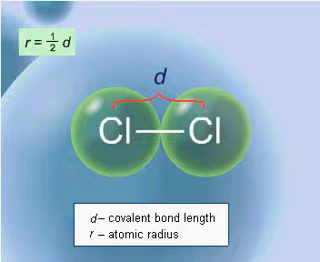 r = 1/2 d
d
Cl—Cl
d – covalent bond length
r – atomic radius